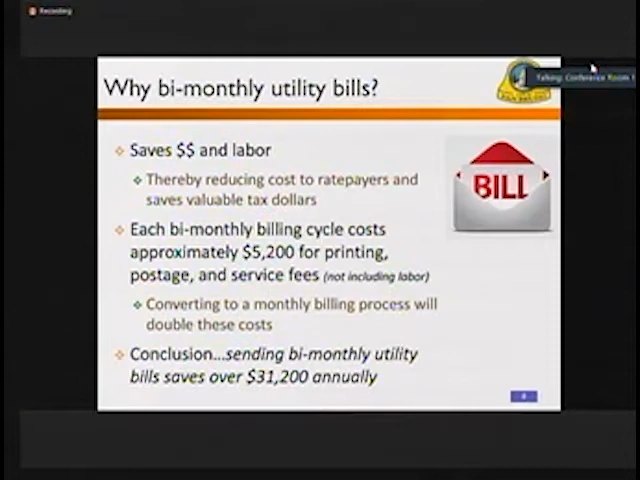 Recording
Why bi-monthly utility bills?
Talking: Conference Room
Saves $$ and labor
Thereby reducing cost to ratepayers and
saves valuable tax dollars
BILL
Each bi-monthly billing cycle costs
approximately $5,200 for printing,
postage, and service fees (not including labor)
Converting to a monthly billing process will
double these costs
Conclusion...sending bi-monthly utility
bills saves over $31,200 annually